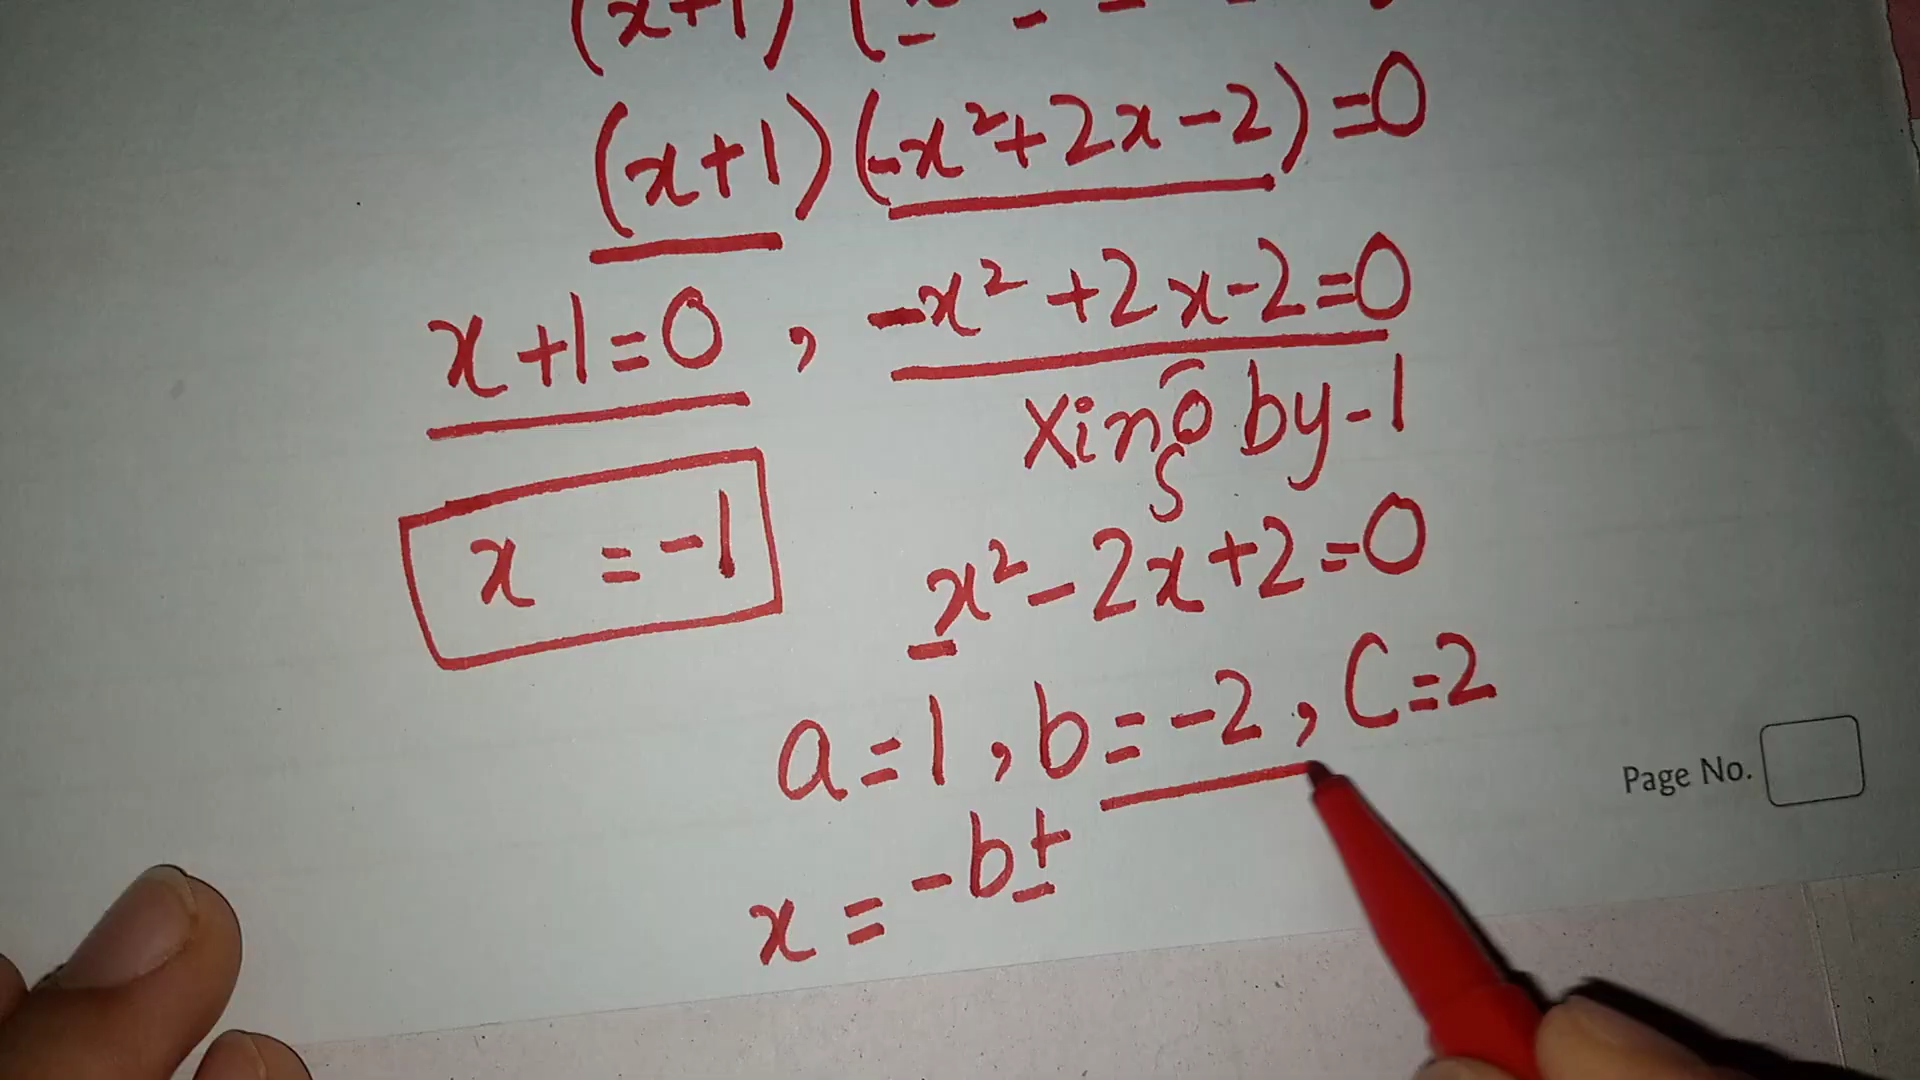 (x+1) (
(x+1)(-x²+2x-2)=0
x+1=0 , -x²+2x-2=0
by-1
x = -1
x²-2x+2=0
a=1, b=-2, C=2
x = -b±
Page No.